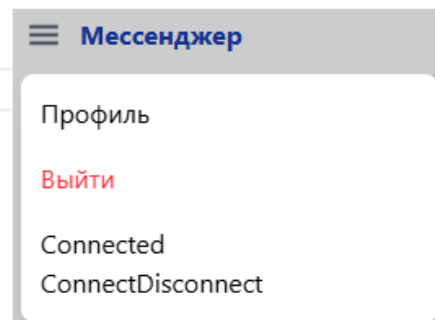 Мессенджер
Профиль
Выйти
Connected
ConnectDisconnect